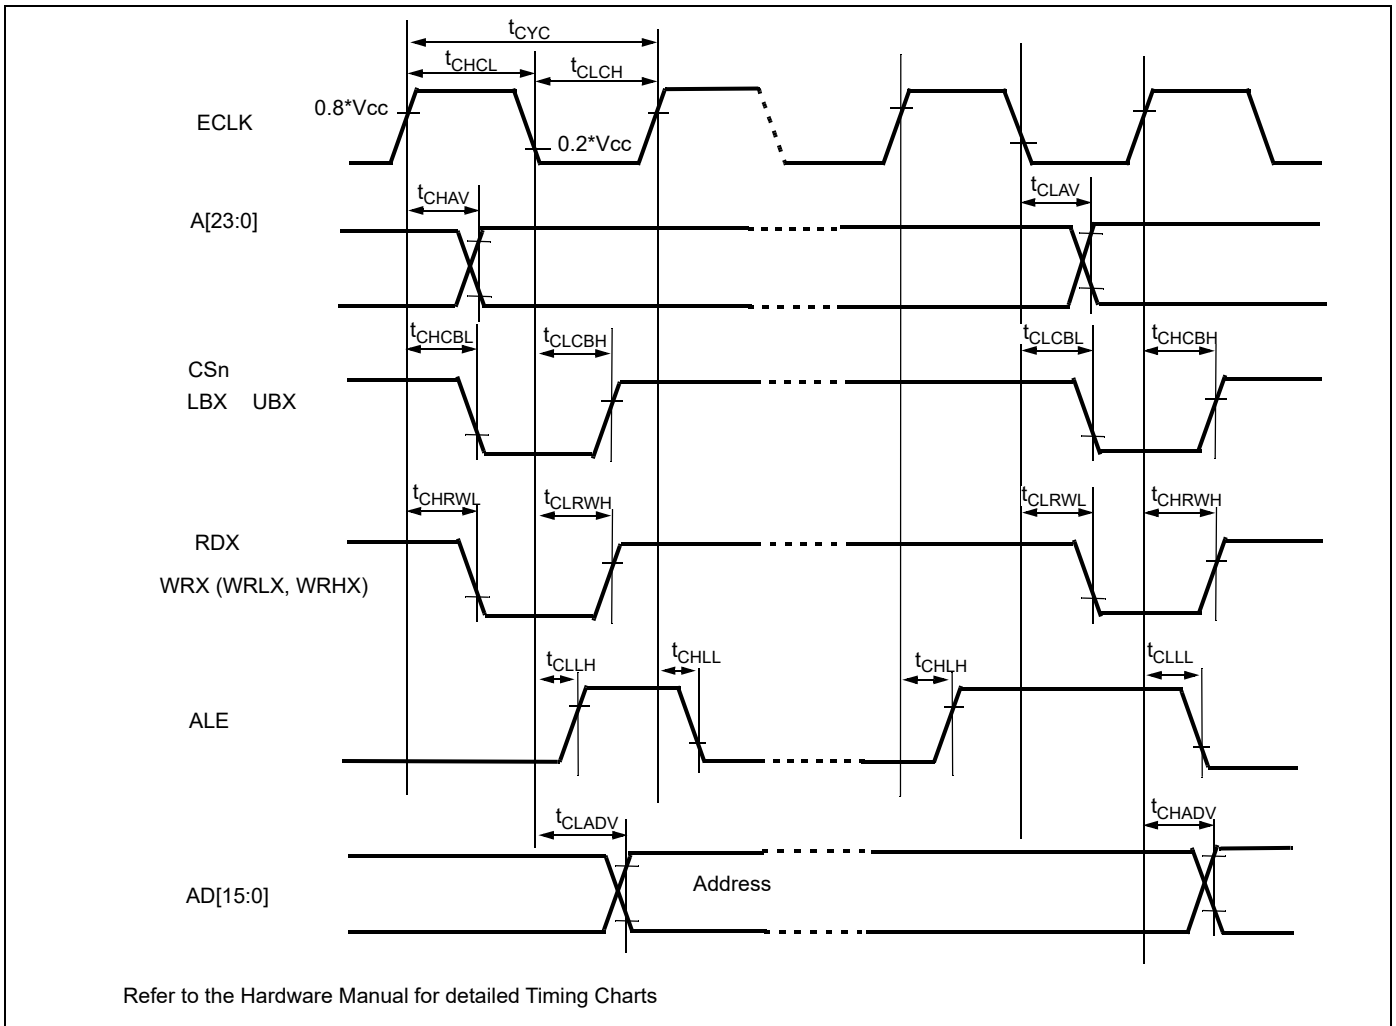 tCYC
tCHCL
tCLCH
0.8*Vcc
ECLK
0.2*Vcc
tCHAV
tCLAV
A[23:0]
tCHCBL
tCLCBH
tCLCBL
tCHCBH
CSn
LBX UBX
tCHRWL
tCLRWH
tCLRWL
tCHRWH
RDX
WRX (WRLX, WRHX)
tCLLH
tCHLL
tCHLH
tCLLL
ALE
tCLADV
tCHADV
Address
AD[15:0]
Refer to the Hardware Manual for detailed Timing Charts